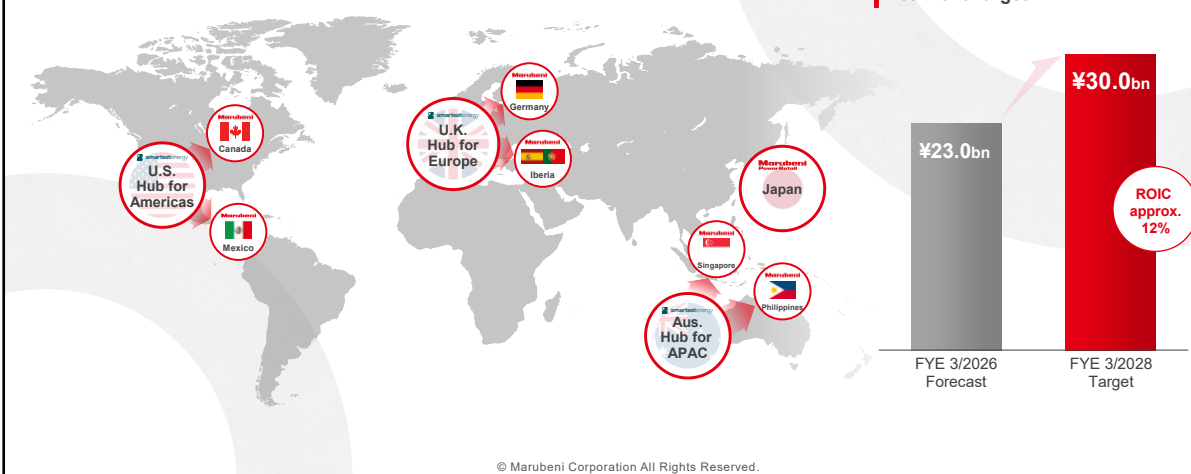 Marubeni
Canada
smartestenergy
U.S.
Hub for
Americas
Marubeni
Mexico
smartestenergy
U.K.
Hub for
Europe
Marubeni
Germany
Marubeni
Iberia
Marubeni
Power Retail
Japan
Marubeni
Singapore
Marubeni
Philippines
smartestenergy
Aus.
Hub for
APAC
¥23.0bn
¥30.0bn
ROIC
approx.
12%
FYE 3/2026
Forecast
FYE 3/2028
Target
© Marubeni Corporation All Rights Reserved.